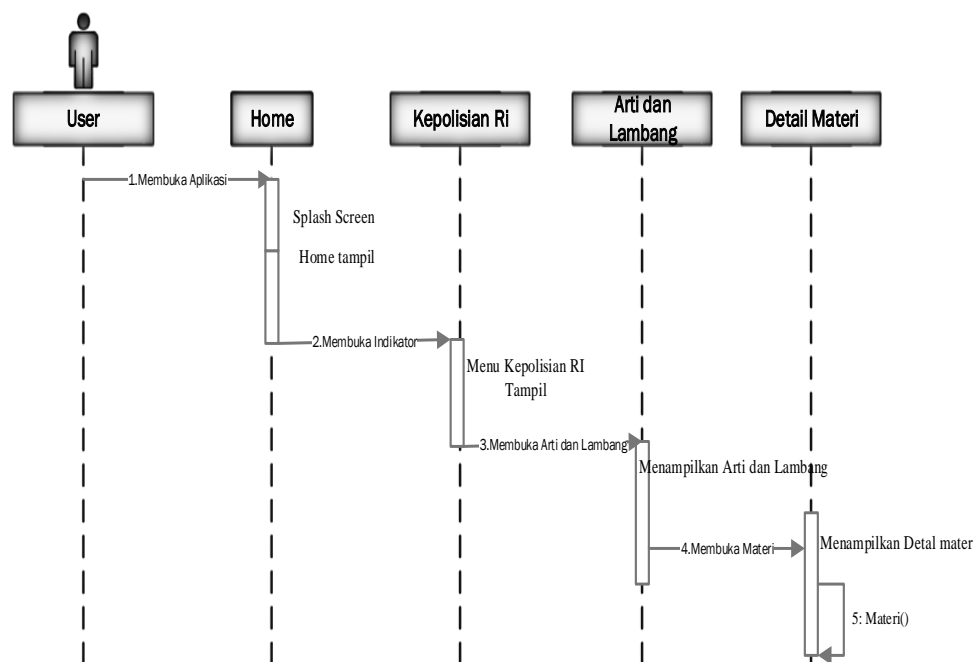 User
Home
Kepolisian Ri
Arti dan
Lambang
Detail Materi
1.Membuka Aplikasi
Splash Screen
Home tampil
2.Membuka Indikator
Menu Kepolisian RI
Tampil
3.Membuka Arti dan Lambang
Menampilkan Arti dan Lambang
4.Membuka Materi
Menampilkan Detal mater
5: Materi()